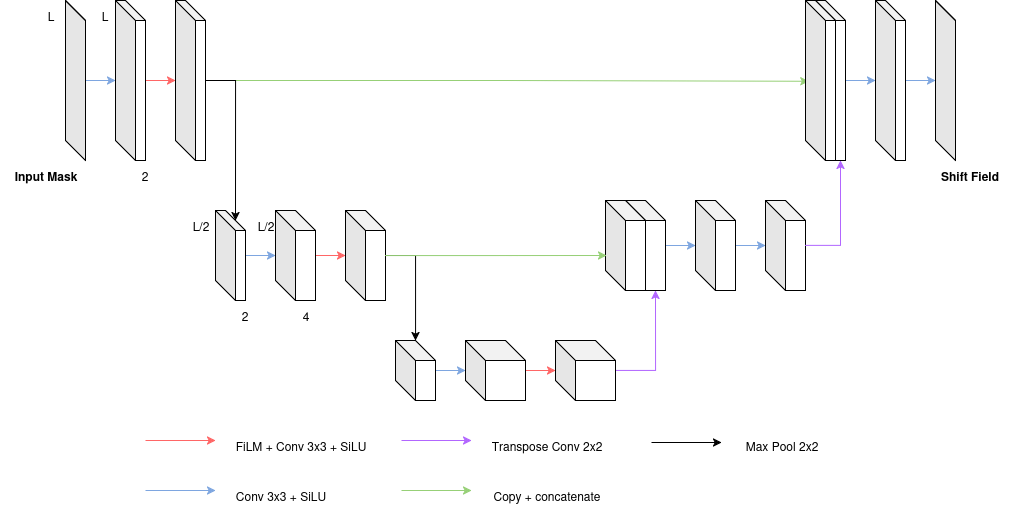 L
L
Input Mask
2
Shift Field
L/2
L/2
2
4
FiLM + Conv 3x3 + SiLU
Transpose Conv 2x2
Max Pool 2x2
Conv 3x3 + SiLU
Copy + concatenate